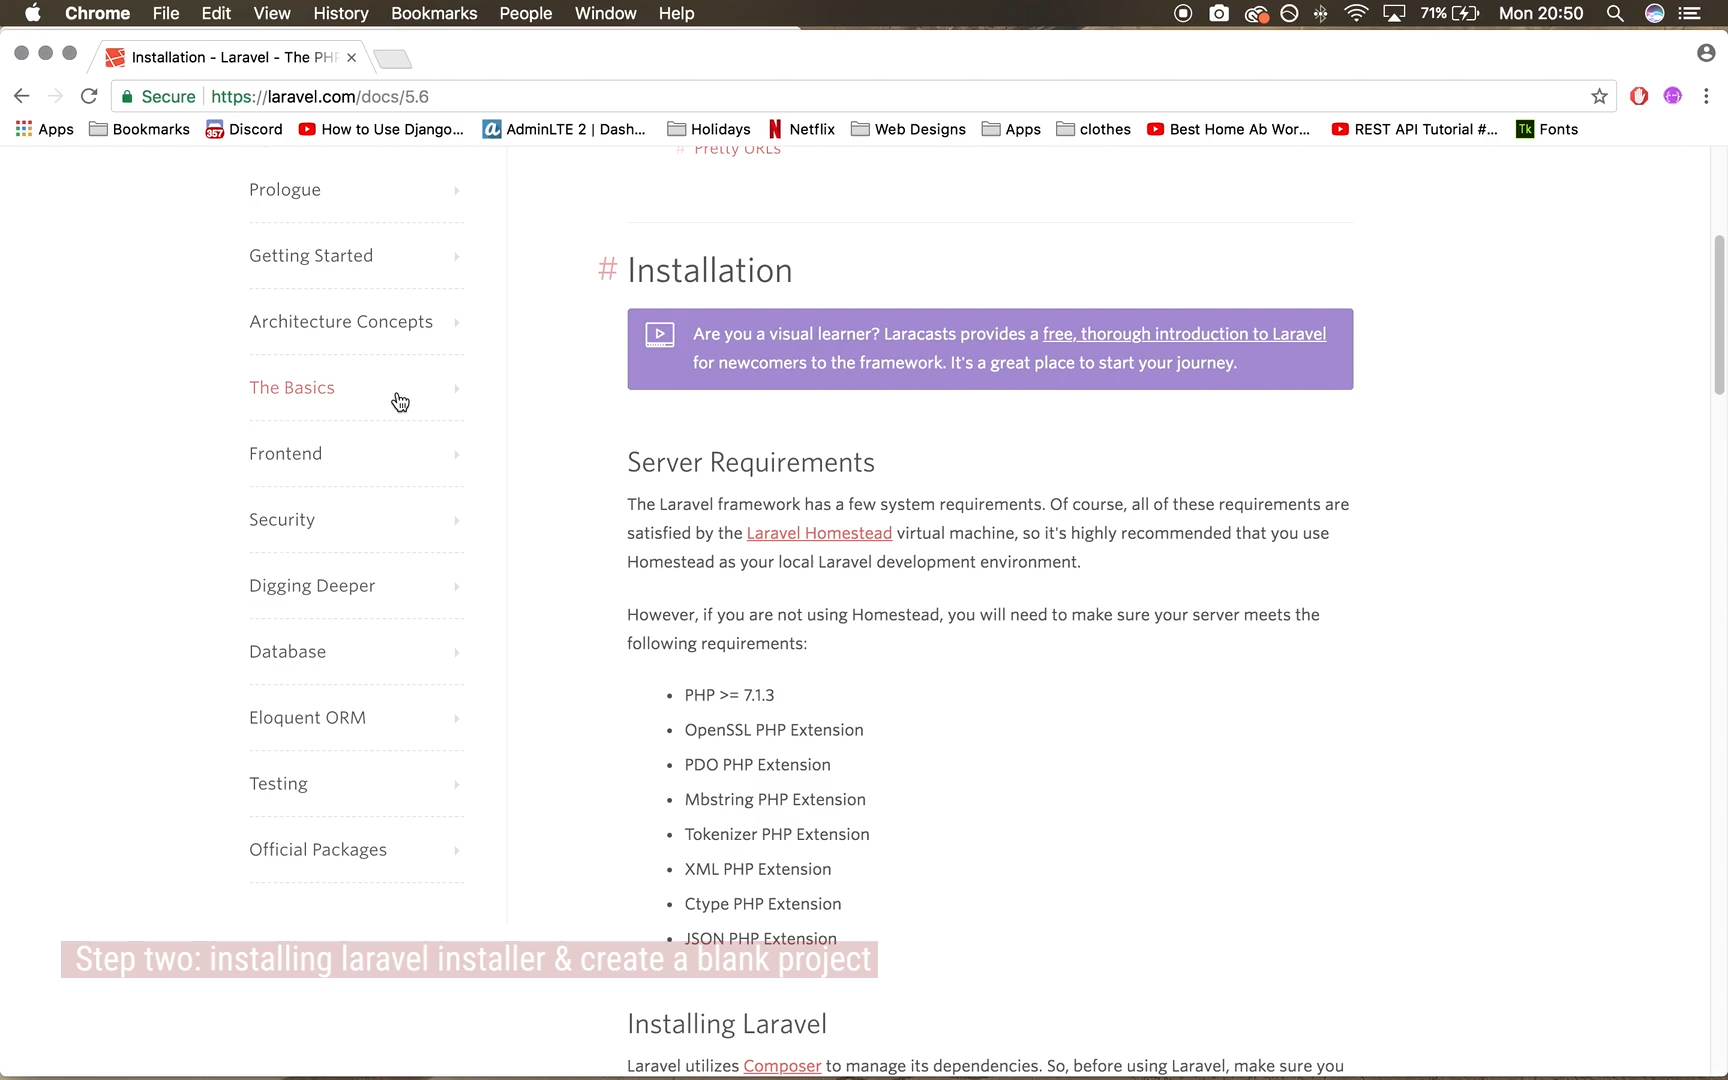 Chrome File Edit View History Bookmarks People Window Help 71% Mon 20:50
Installation - Laravel - The PHP
Secure https://laravel.com/docs/5.6
Apps Bookmarks 357 Discord How to Use Django... AdminLTE 2 | Dash... Holidays Netflix Web Designs Apps clothes Best Home Ab Wor... REST API Tutorial #... Tk Fonts
# Pretty URLs
Prologue
Getting Started
Architecture Concepts
The Basics
Frontend
Security
Digging Deeper
Database
Eloquent ORM
Testing
Official Packages
# Installation
Are you a visual learner? Laracasts provides a free, thorough introduction to Laravel
for newcomers to the framework. It's a great place to start your journey.
Server Requirements
The Laravel framework has a few system requirements. Of course, all of these requirements are
satisfied by the Laravel Homestead virtual machine, so it's highly recommended that you use
Homestead as your local Laravel development environment.
However, if you are not using Homestead, you will need to make sure your server meets the
following requirements:
• PHP >= 7.1.3
• OpenSSL PHP Extension
• PDO PHP Extension
• Mbstring PHP Extension
• Tokenizer PHP Extension
• XML PHP Extension
• Ctype PHP Extension
• JSON PHP Extension
Step two: installing laravel installer & create a blank project
Installing Laravel
Laravel utilizes Composer to manage its dependencies. So, before using Laravel, make sure you